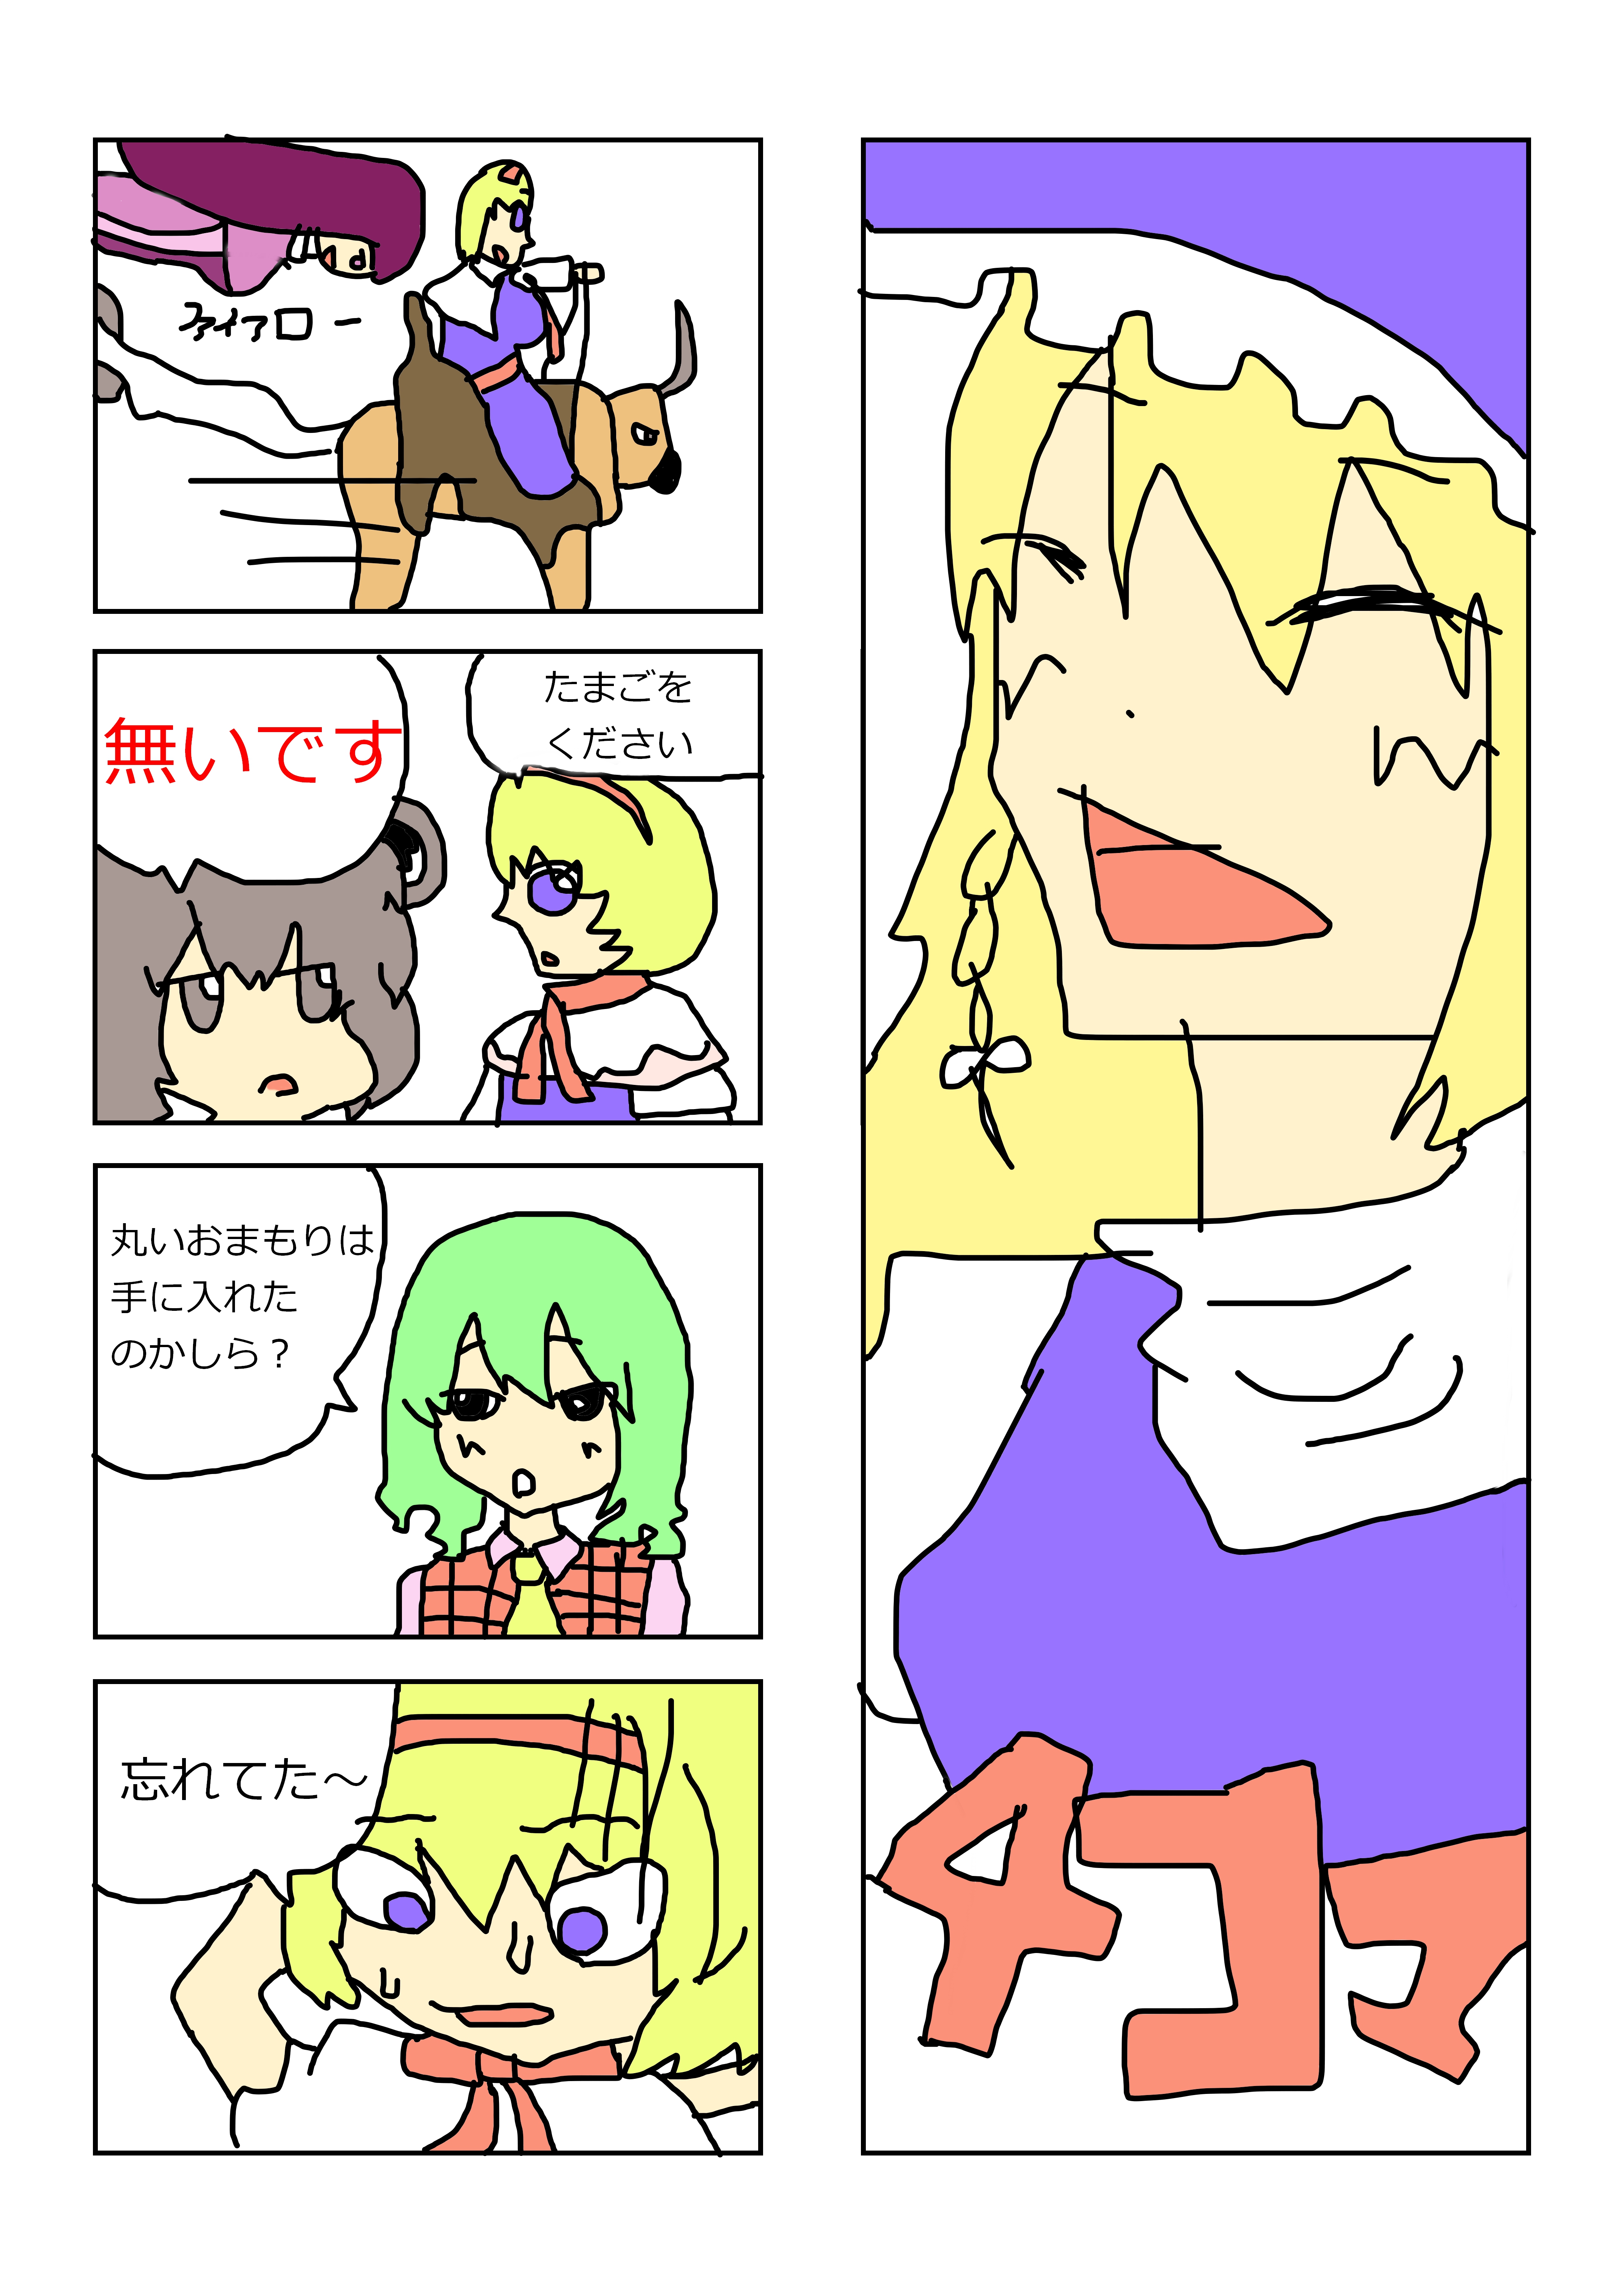 4コマ
ファイアロー
たまごを
ください
無いです
丸いおまもりは
手に入れた
のかしら？
忘れてた～